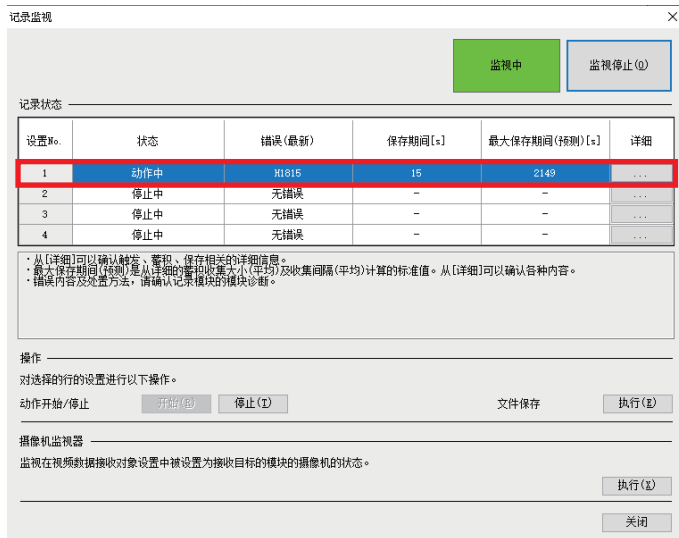 记录监视
监视中 监视停止(O)
记录状态
设置No. 状态 错误(最新) 保存期间[s] 最大保存期间(预测)[s] 详细
1 动作中 H1815 15 2149 ...
2 停止中 无错误 - - ...
3 停止中 无错误 - - ...
4 停止中 无错误 - - ...
·从[详细]可以确认触发、蓄积、保存相关的详细信息。
·最大保存期间(预测)是从详细的蓄积收集大小(平均)及收集间隔(平均)计算的标准值。从[详细]可以确认各种内容。
·错误内容及处置方法，请确认记录模块的模块诊断。
操作
对选择的行的设置进行以下操作。
动作开始/停止 开始(R) 停止(T) 文件保存 执行(E)
摄像机监视器
监视在视频数据接收对象设置中被设置为接收目标的模块的摄像机的状态。
执行(X)
关闭